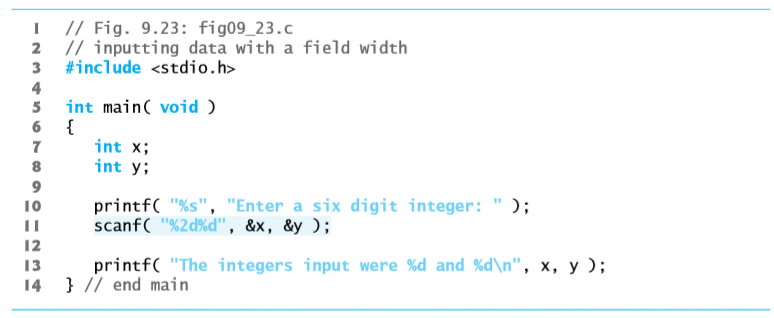 1 // Fig. 9.23: fig09_23.c
2 // inputting data with a field width
3 #include <stdio.h>
4
5 int main( void )
6 {
7 int x;
8 int y;
9
10 printf( "%s", "Enter a six digit integer: " );
11 scanf( "%2d%d", &x, &y );
12
13 printf( "The integers input were %d and %d\n", x, y );
14 } // end main